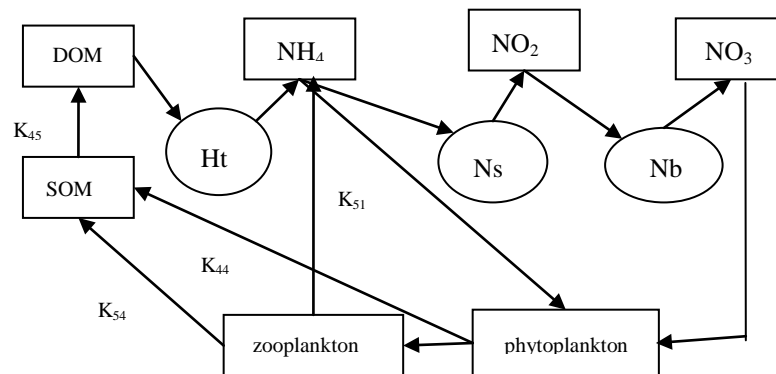 DOM
NH₄
NO₂
NO₃
K₄₅
Ht
Ns
Nb
SOM
K₅₁
K₄₄
K₅₄
zooplankton
phytoplankton